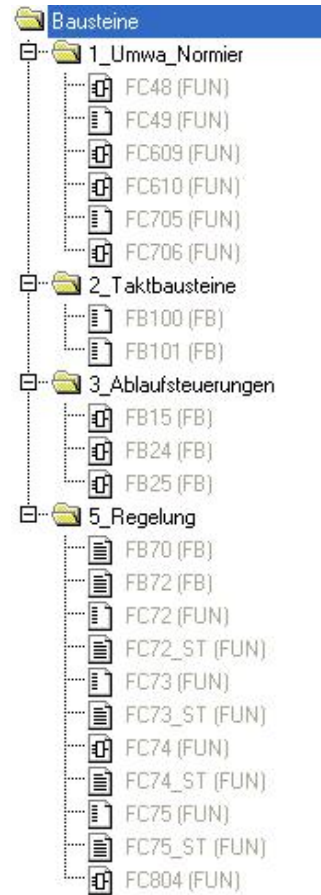 Bausteine
1_Umwa_Normier
FC48 (FUN)
FC49 (FUN)
FC609 (FUN)
FC610 (FUN)
FC705 (FUN)
FC706 (FUN)
2_Taktbausteine
FB100 (FB)
FB101 (FB)
3_Ablaufsteuerungen
FB15 (FB)
FB24 (FB)
FB25 (FB)
5_Regelung
FB70 (FB)
FB72 (FB)
FC72 (FUN)
FC72_ST (FUN)
FC73 (FUN)
FC73_ST (FUN)
FC74 (FUN)
FC74_ST (FUN)
FC75 (FUN)
FC75_ST (FUN)
FC804 (FUN)